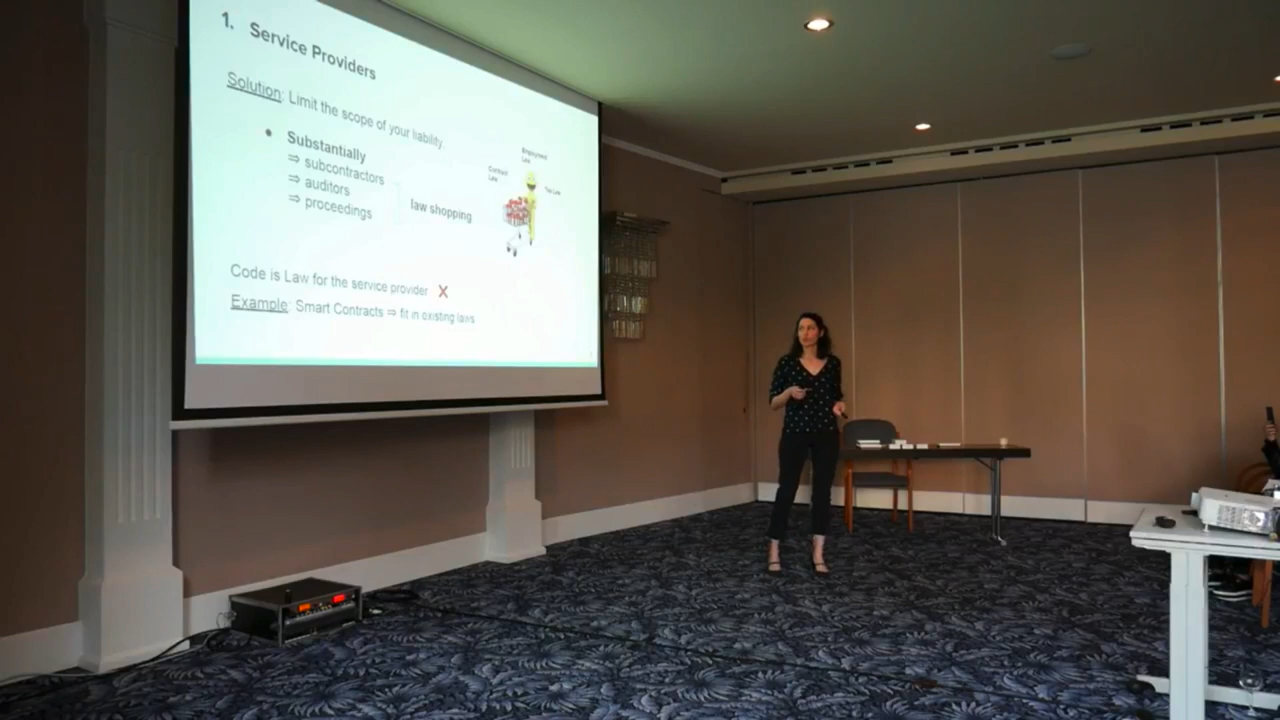 1. Service Providers
Solution: Limit the scope of your liability.
● Substantially
⇒ subcontractors
⇒ auditors
⇒ proceedings
law shopping
Employment
Law
Contract
Law
Tax Law
Code is Law for the service provider X
Example: Smart Contracts ⇒ fit in existing laws